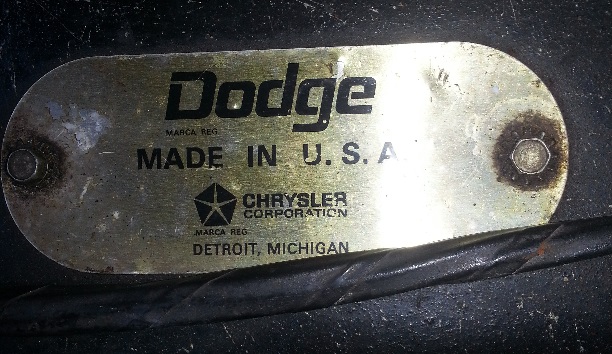 Dodge
MARCA REG
MADE IN U.S.A
CHRYSLER
CORPORATION
MARCA REG
DETROIT, MICHIGAN